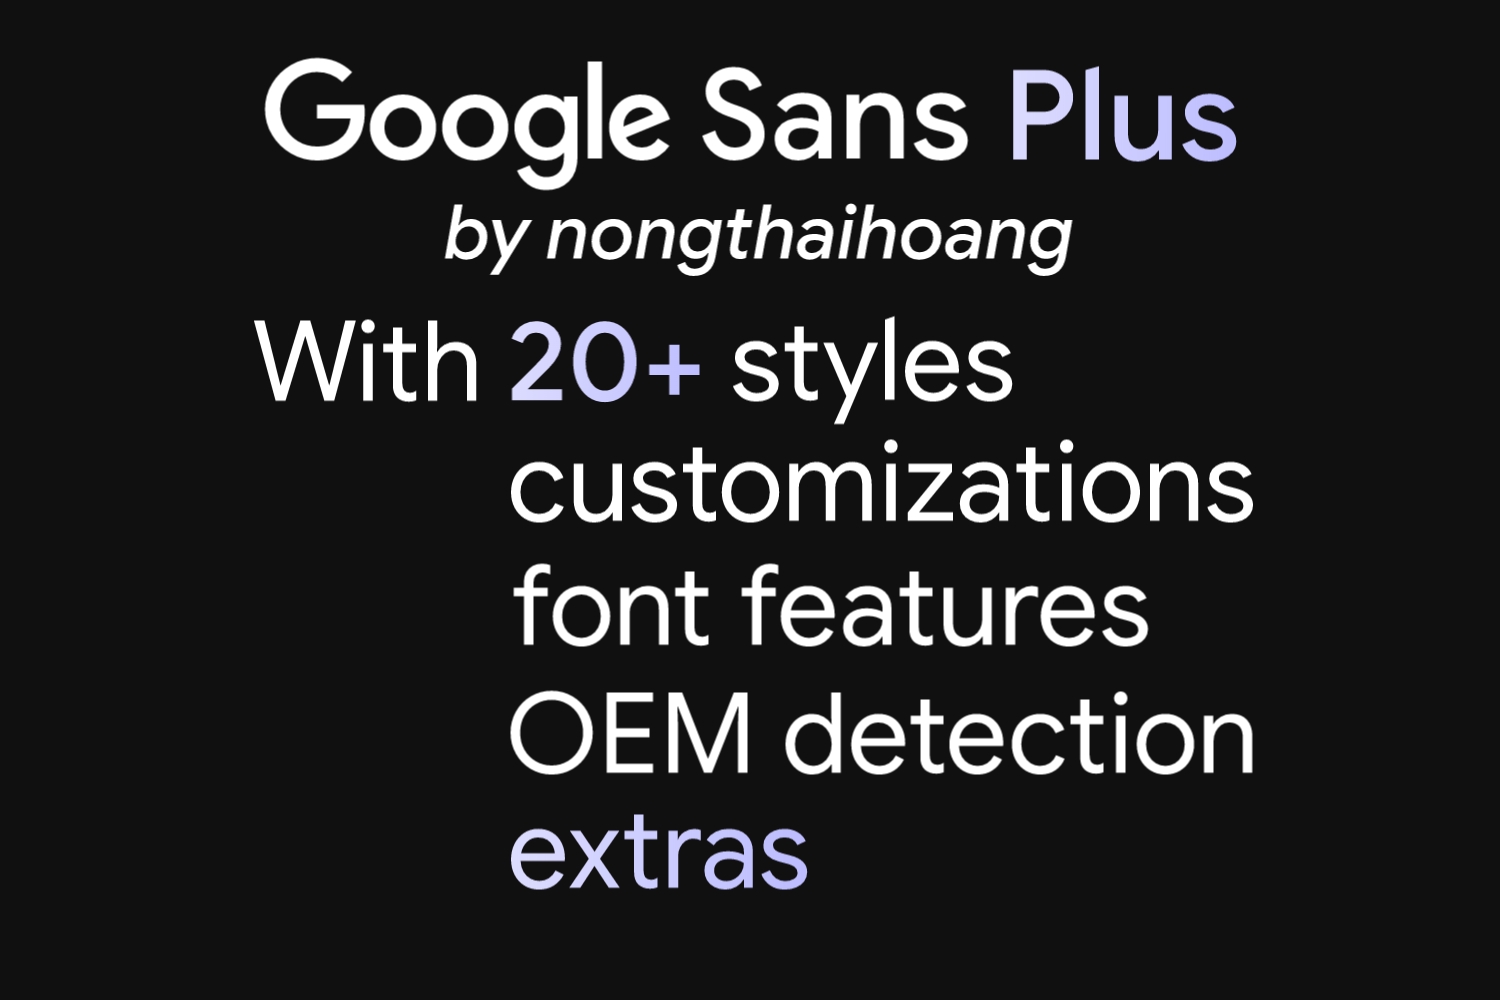 Google Sans Plus
by nongthaihoang
With 20+ styles
customizations
font features
OEM detection
extras